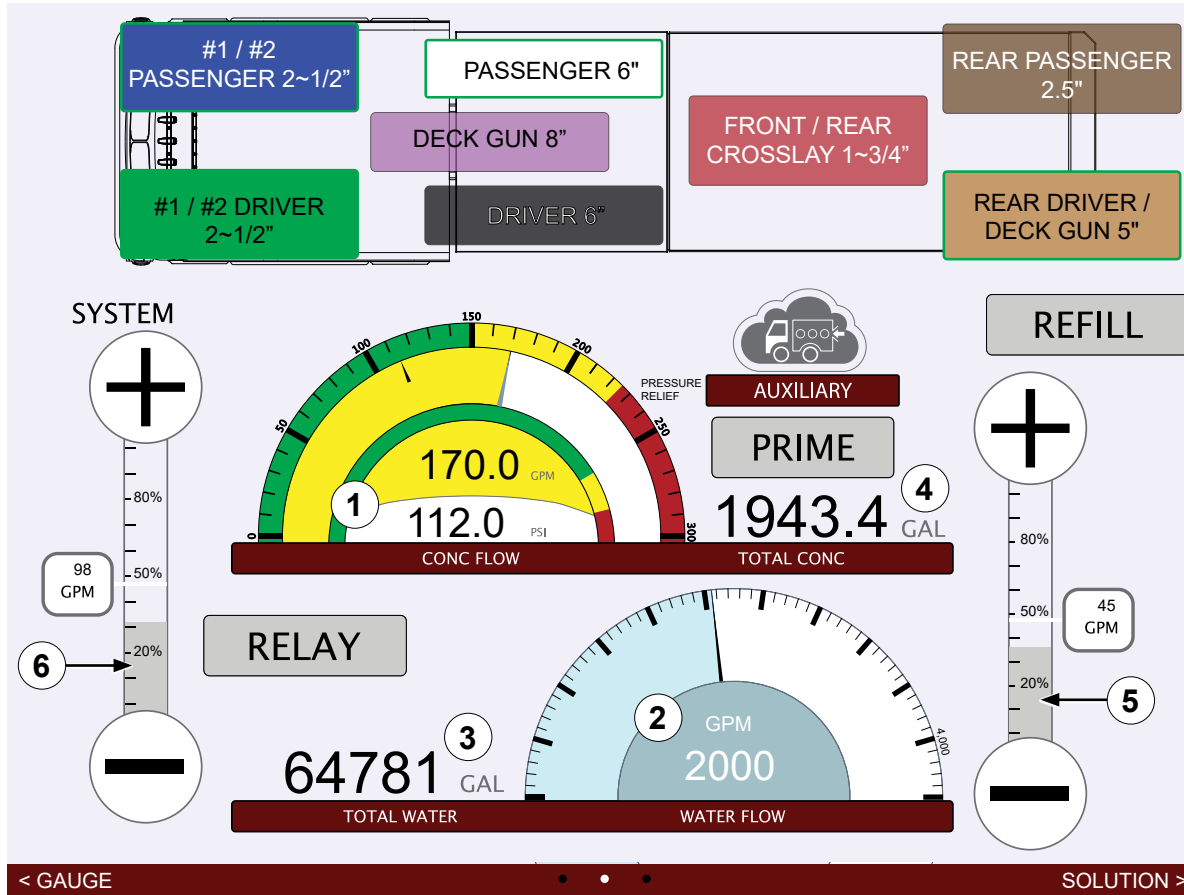 #1 / #2
PASSENGER 2~1/2”
PASSENGER 6"
REAR PASSENGER
2.5"
DECK GUN 8”
FRONT / REAR
CROSSLAY 1~3/4”
#1 / #2 DRIVER
2~1/2”
DRIVER 6”
REAR DRIVER /
DECK GUN 5"
SYSTEM
REFILL
0
50
100
150
200
250
300
PRESSURE
RELIEF
AUXILIARY
PRIME
170.0 GPM
1
112.0 PSI
1943.4 GAL
4
CONC FLOW
TOTAL CONC
80%
50%
20%
98
GPM
6
80%
50%
20%
45
GPM
5
RELAY
2
GPM
2000
4,000
3
64781 GAL
TOTAL WATER
WATER FLOW
< GAUGE
SOLUTION >